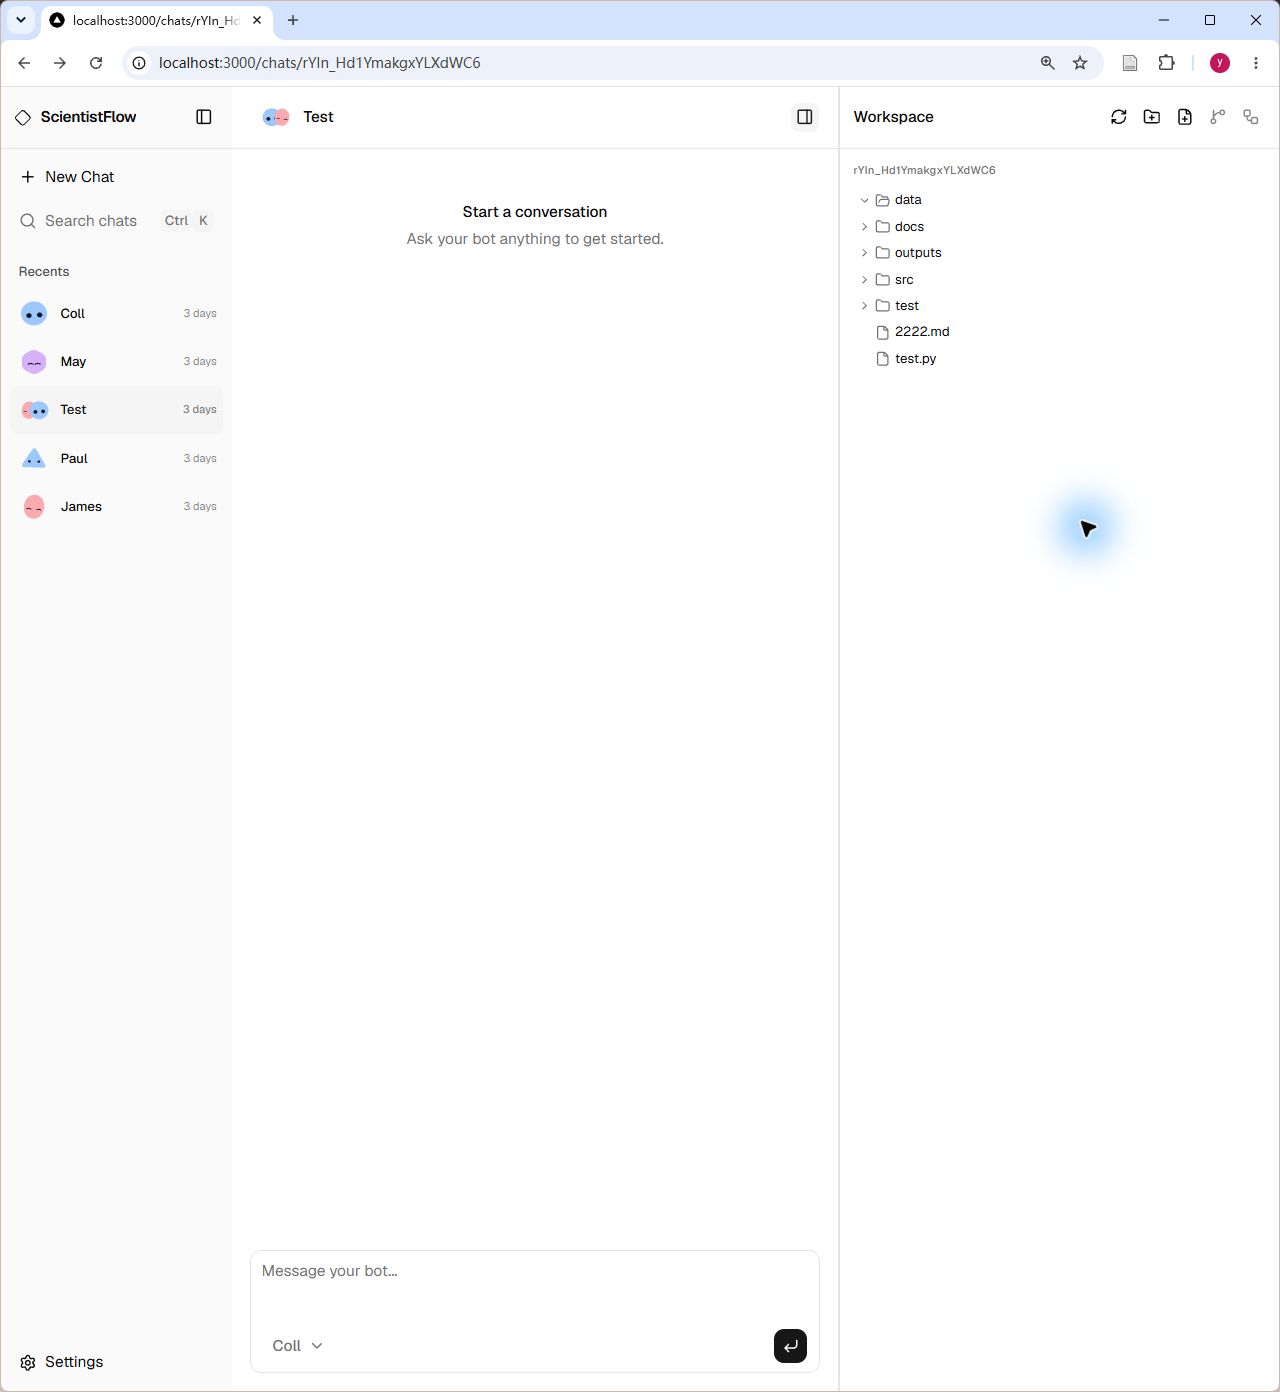 localhost:3000/chats/rYIn_Hd
localhost:3000/chats/rYIn_Hd1YmakgxYLXdWC6
y
ScientistFlow
New Chat
Search chats Ctrl K
Recents
Coll 3 days
May 3 days
Test 3 days
Paul 3 days
James 3 days
Settings
Test
Start a conversation
Ask your bot anything to get started.
Message your bot...
Coll
Workspace
rYIn_Hd1YmakgxYLXdWC6
data
docs
outputs
src
test
2222.md
test.py